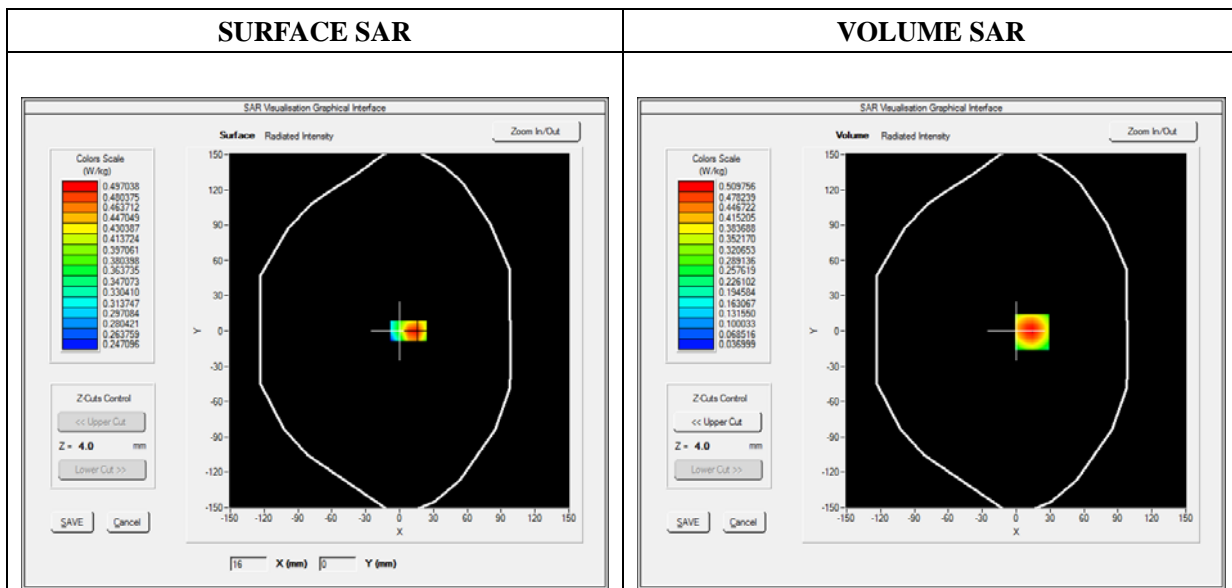 SURFACE SAR
VOLUME SAR
SAR Visualisation Graphical Interface
Surface Radiated Intensity
Zoom In/Out
Colors Scale
(W/kg)
0.497038
0.480375
0.463712
0.447049
0.430387
0.413724
0.397061
0.380398
0.363735
0.347073
0.330410
0.313747
0.297084
0.280421
0.263759
0.247096
Z-Cuts Control
<< Upper Cut
Z = 4.0 mm
Lower Cut >>
SAVE
Cancel
150
120
90
60
30
0
-30
-60
-90
-120
-150
Y
-150 -120 -90 -60 -30 0 30 60 90 120 150
X
16 X (mm) 0 Y (mm)
SAR Visualisation Graphical Interface
Volume Radiated Intensity
Zoom In/Out
Colors Scale
(W/kg)
0.509756
0.478239
0.446722
0.415205
0.383688
0.352170
0.320653
0.289136
0.257619
0.226102
0.194584
0.163067
0.131550
0.100033
0.068516
0.036999
Z-Cuts Control
<< Upper Cut
Z = 4.0 mm
Lower Cut >>
SAVE
Cancel
150
120
90
60
30
0
-30
-60
-90
-120
-150
Y
-150 -120 -90 -60 -30 0 30 60 90 120 150
X